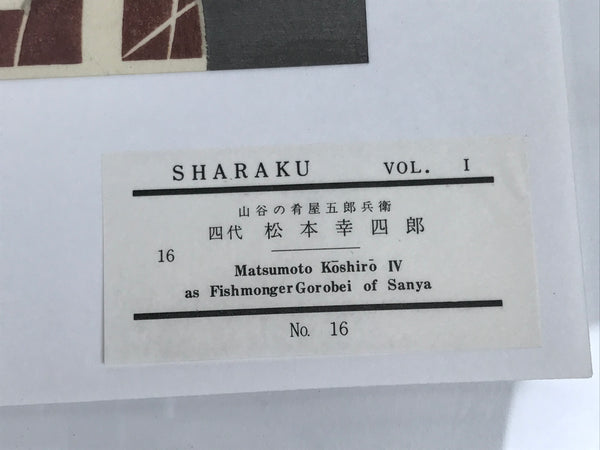 SHARAKU VOL. I
山谷の肴屋五郎兵衛
四代 松本幸四郎
16
Matsumoto Kōshirō IV
as Fishmonger Gorobei of Sanya
No. 16